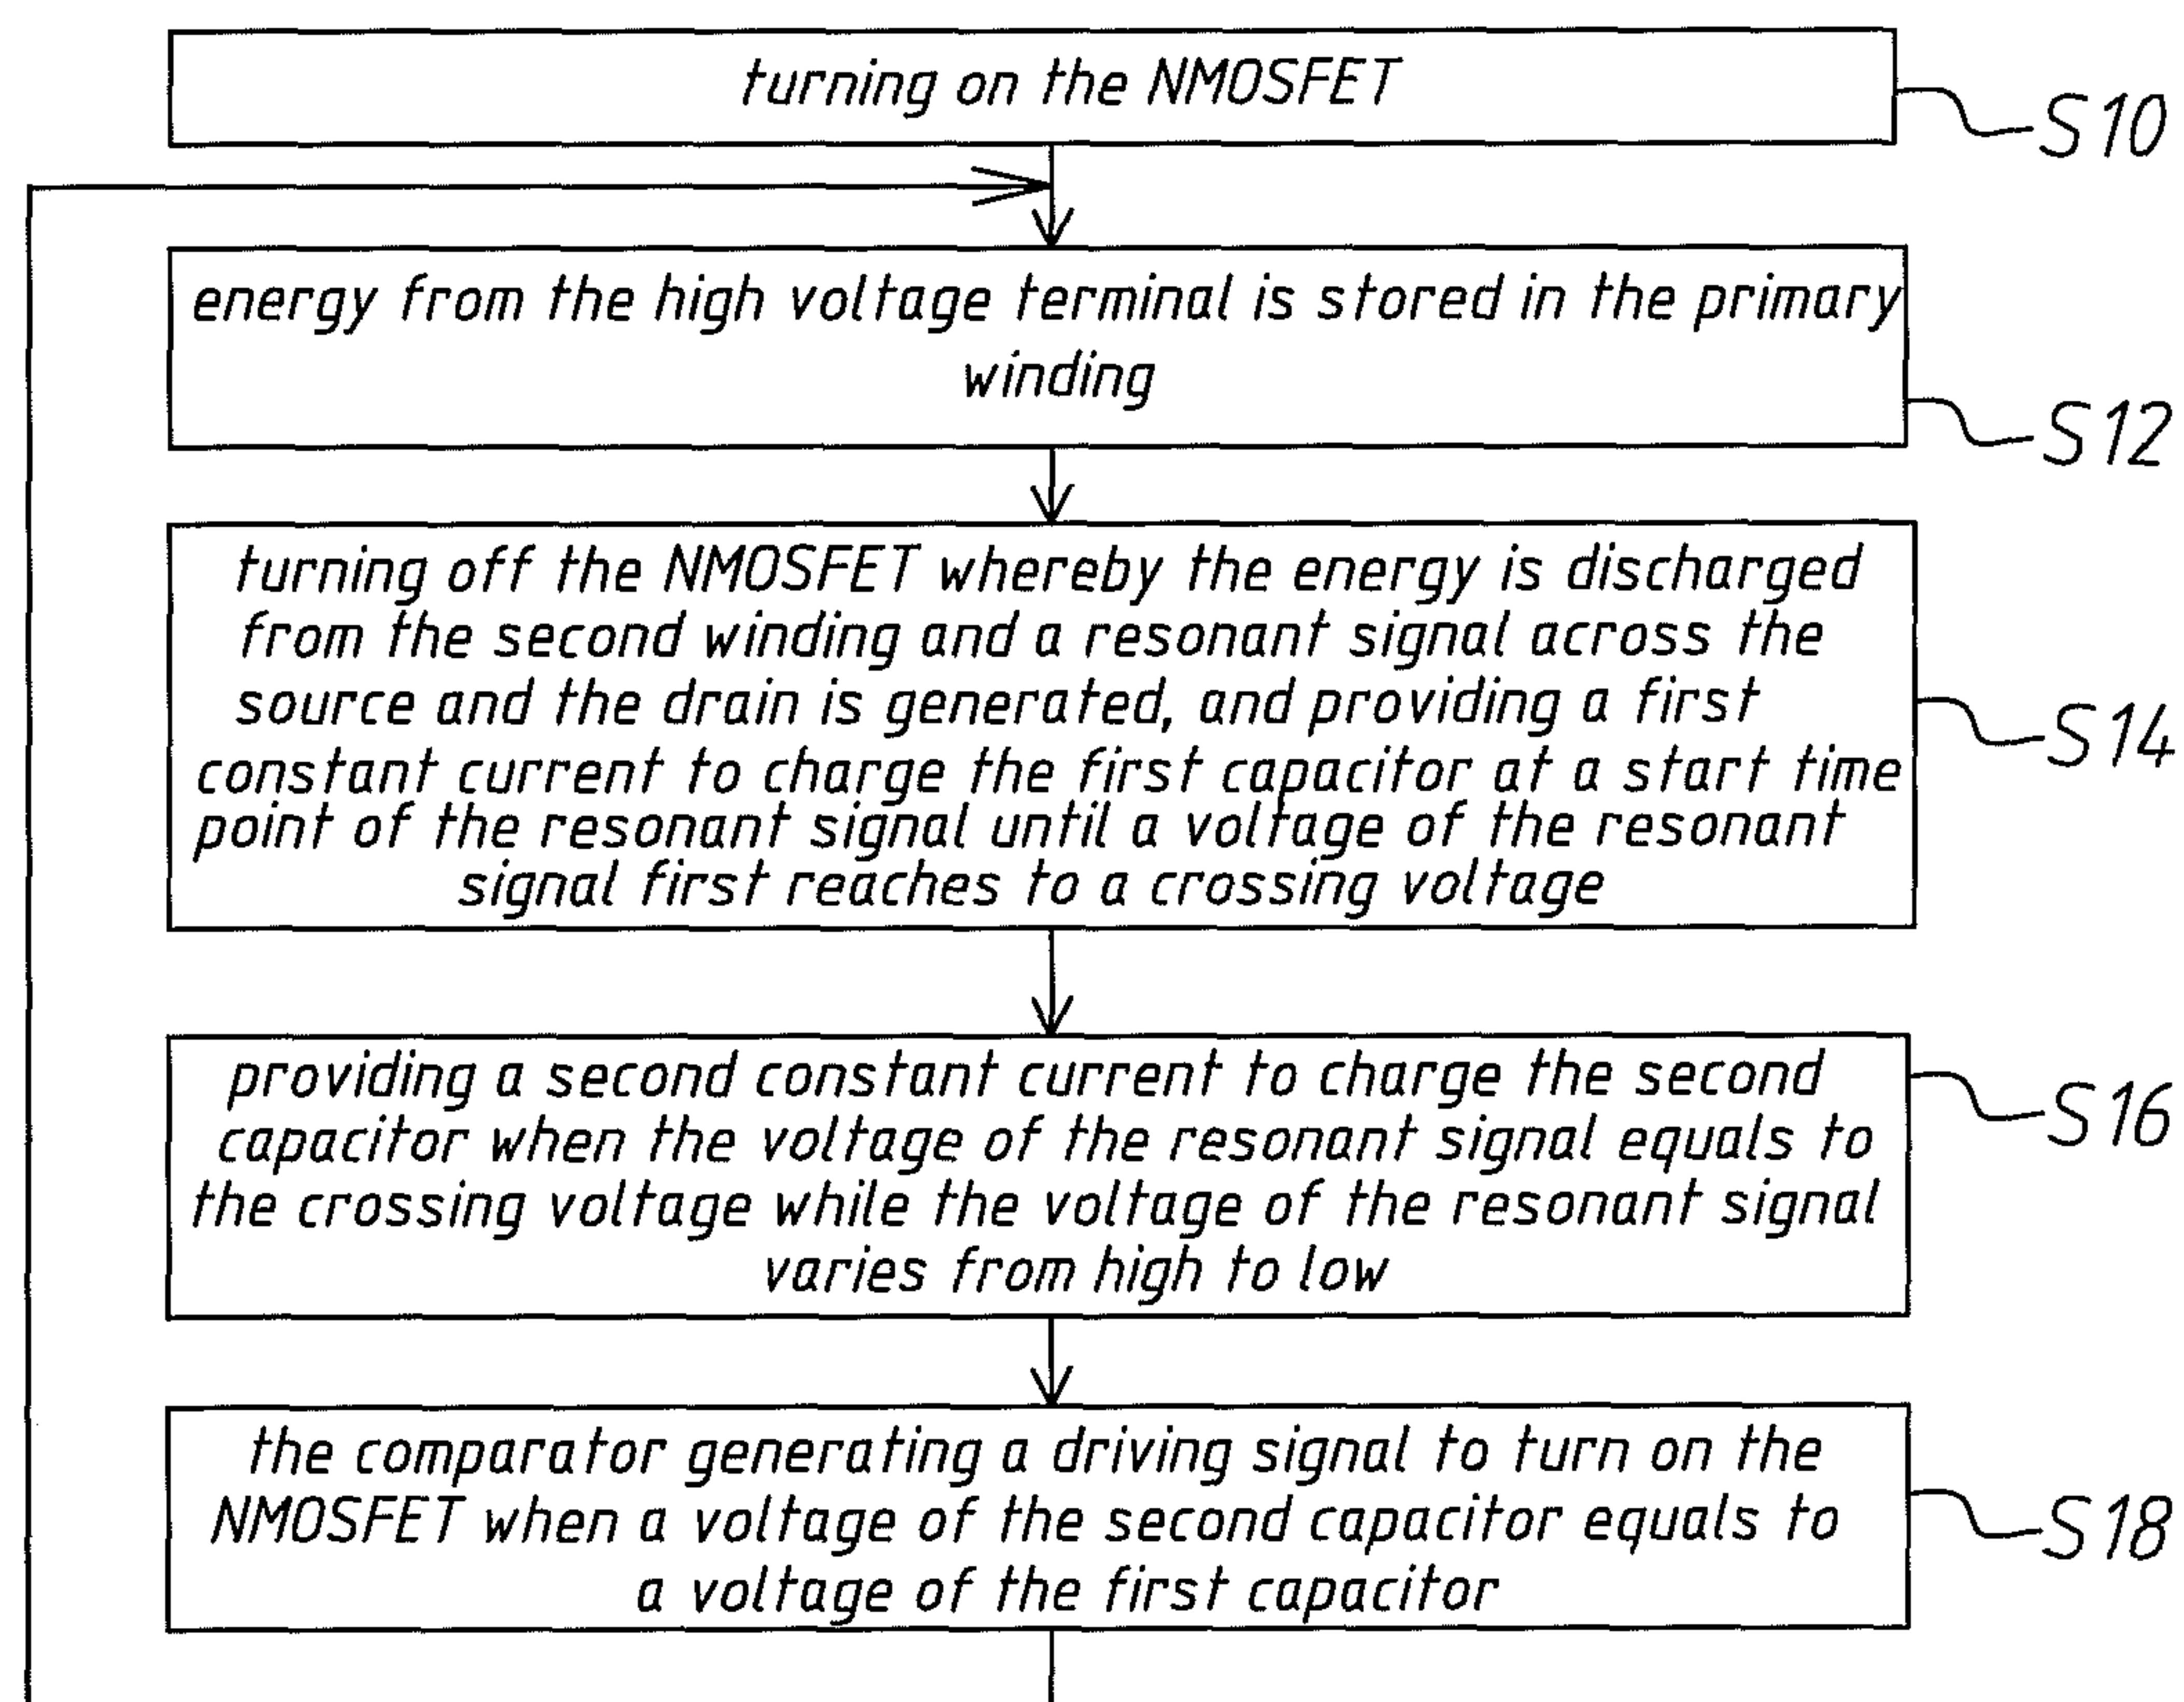 turning on the NMOSFET
S10
energy from the high voltage terminal is stored in the primary
winding
S12
turning off the NMOSFET whereby the energy is discharged
from the second winding and a resonant signal across the
source and the drain is generated, and providing a first
constant current to charge the first capacitor at a start time
point of the resonant signal until a voltage of the resonant
signal first reaches to a crossing voltage
S14
providing a second constant current to charge the second
capacitor when the voltage of the resonant signal equals to
the crossing voltage while the voltage of the resonant signal
varies from high to low
S16
the comparator generating a driving signal to turn on the
NMOSFET when a voltage of the second capacitor equals to
a voltage of the first capacitor
S18